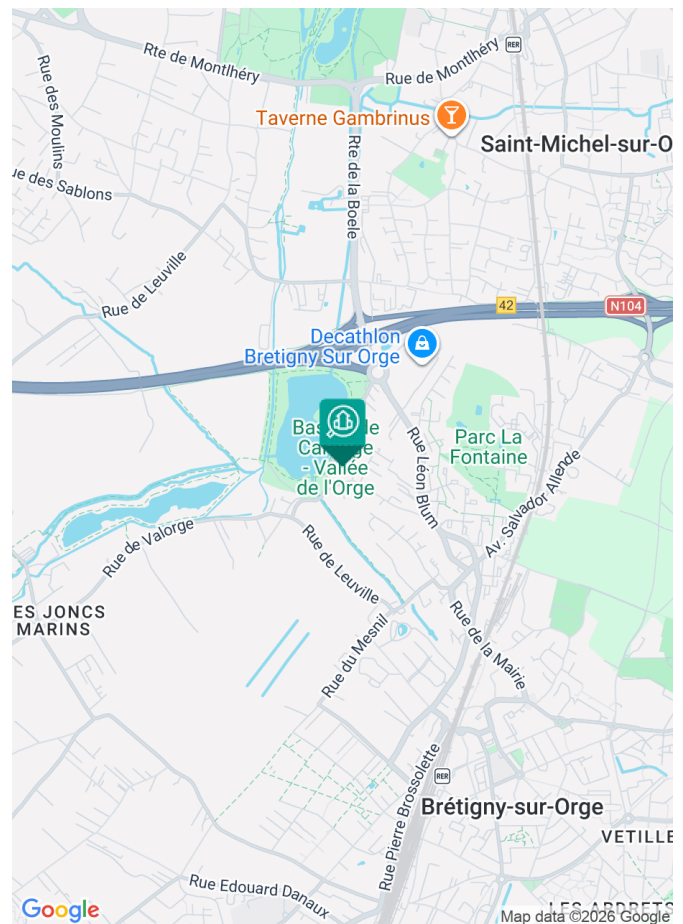 Rte de Montlhéry
RER
Rue de Montlhéry
Rue des Moulins
Taverne Gambrinus
Rte de la Boele
Saint-Michel-sur-O
ue des Sablons
Rue de Leuville
42
N104
Decathlon
Bretigny Sur Orge
Vallée
de l'Orge
Rue Léon Blum
Parc La
Fontaine
Av. Salvador Allende
Rue de Valorge
Rue de Leuville
ES JONCS
MARINS
Rue du Mesnil
Rue de la Mairie
RER
Brétigny-sur-Orge
Rue Pierre Brossolette
VETILLE
Rue Edouard Danaux
LES ARDRETS
Google
Map data ©2026 Google